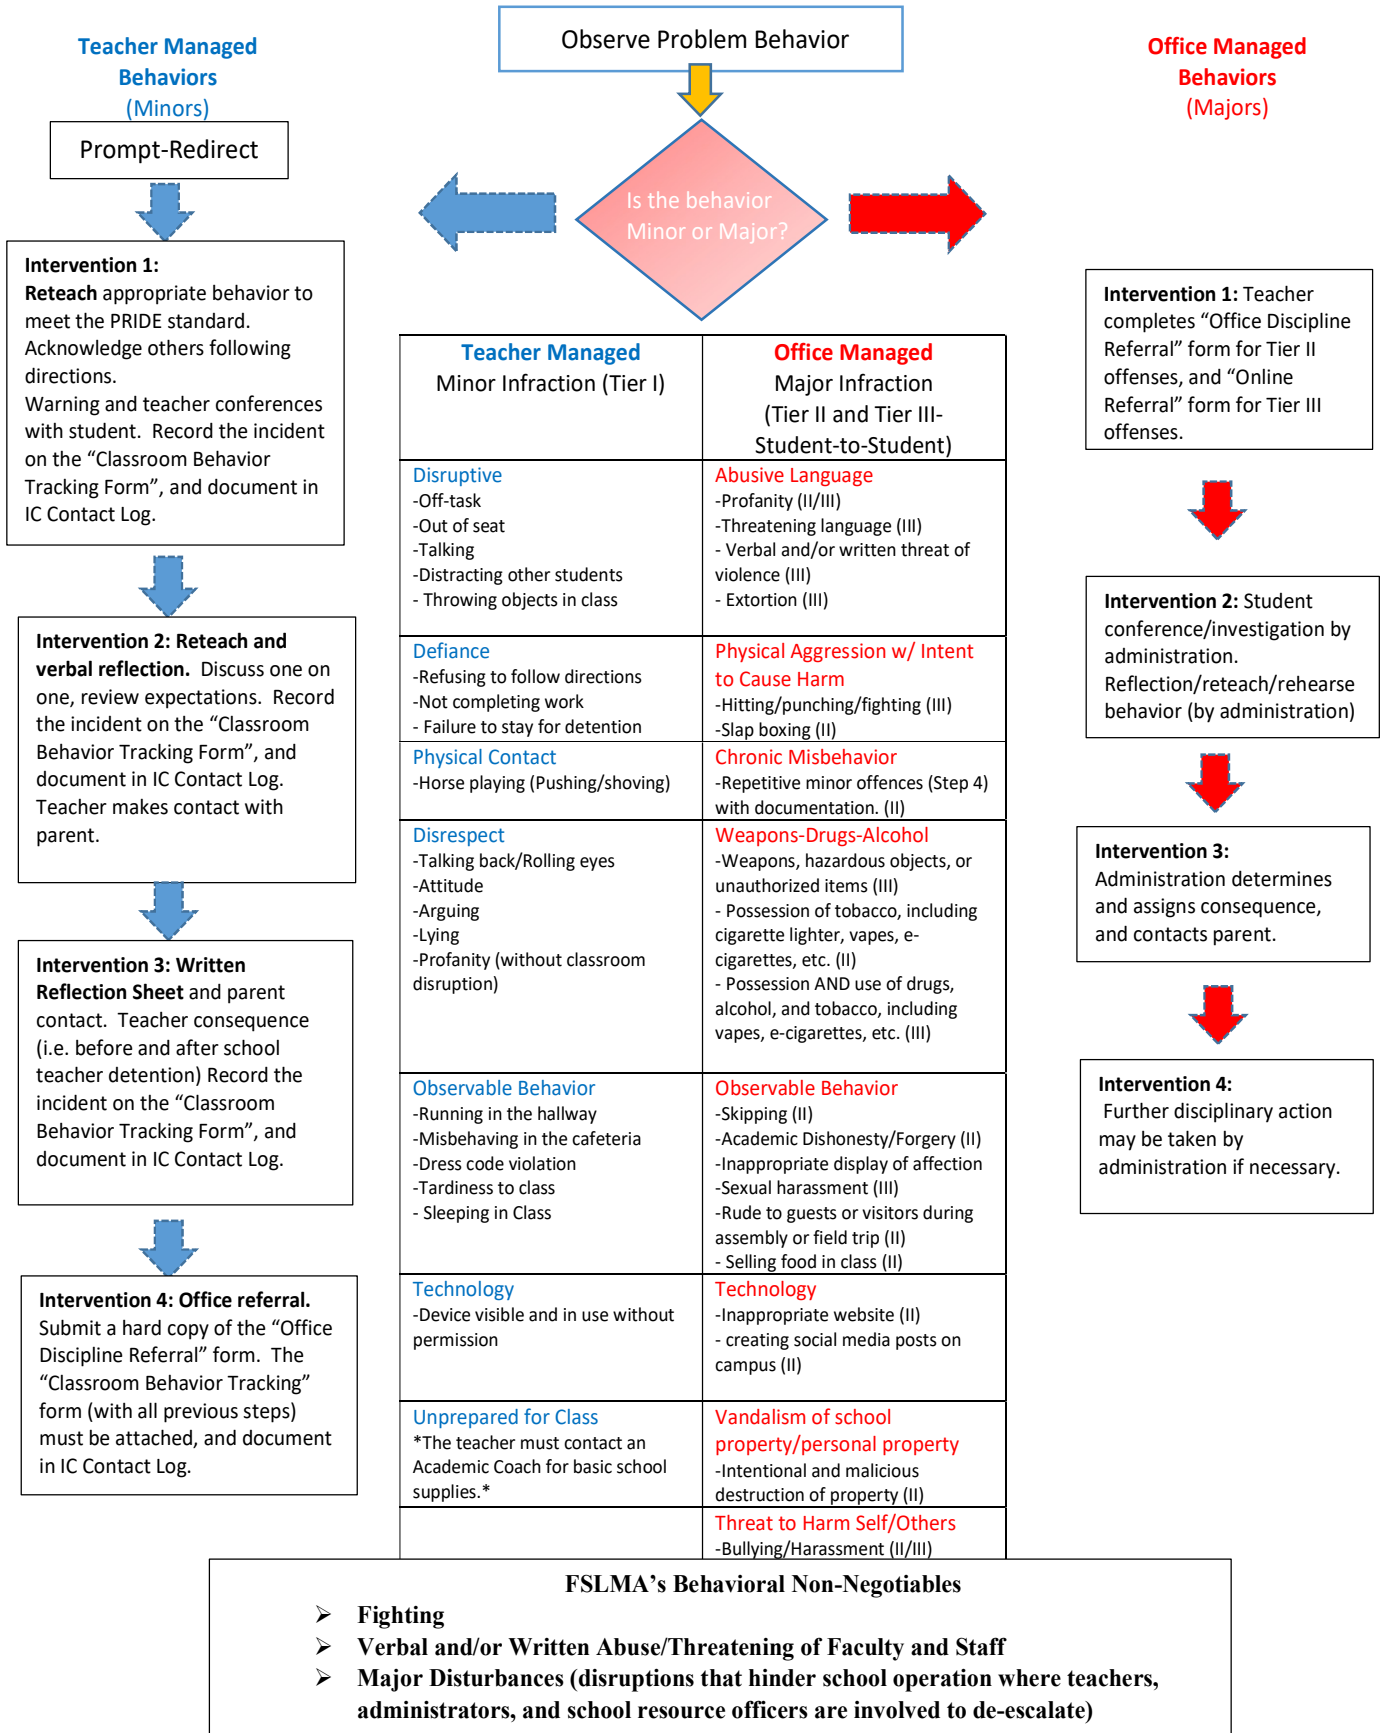 Observe Problem Behavior
Teacher Managed
Behaviors
(Minors)
Office Managed
Behaviors
(Majors)
Prompt-Redirect
Is the behavior
Minor or Major?
Intervention 1:
Reteach appropriate behavior to
meet the PRIDE standard.
Acknowledge others following
directions.
Warning and teacher conferences
with student.  Record the incident
on the “Classroom Behavior
Tracking Form”, and document in
IC Contact Log.
Intervention 2: Reteach and
verbal reflection.  Discuss one on
one, review expectations.  Record
the incident on the “Classroom
Behavior Tracking Form”, and
document in IC Contact Log.
Teacher makes contact with
parent.
Intervention 3: Written
Reflection Sheet and parent
contact.  Teacher consequence
(i.e. before and after school
teacher detention) Record the
incident on the “Classroom
Behavior Tracking Form”, and
document in IC Contact Log.
Intervention 4: Office referral.
Submit a hard copy of the “Office
Discipline Referral” form.  The
“Classroom Behavior Tracking”
form (with all previous steps)
must be attached, and document
in IC Contact Log.
Teacher Managed
Minor Infraction (Tier I)
Office Managed
Major Infraction
(Tier II and Tier III-
Student-to-Student)
Disruptive
-Off-task
-Out of seat
-Talking
-Distracting other students
- Throwing objects in class
Abusive Language
-Profanity (II/III)
-Threatening language (III)
- Verbal and/or written threat of
violence (III)
- Extortion (III)
Defiance
-Refusing to follow directions
-Not completing work
- Failure to stay for detention
Physical Aggression w/ Intent
to Cause Harm
-Hitting/punching/fighting (III)
-Slap boxing (II)
Physical Contact
-Horse playing (Pushing/shoving)
Chronic Misbehavior
-Repetitive minor offences (Step 4)
with documentation. (II)
Disrespect
-Talking back/Rolling eyes
-Attitude
-Arguing
-Lying
-Profanity (without classroom
disruption)
Weapons-Drugs-Alcohol
-Weapons, hazardous objects, or
unauthorized items (III)
- Possession of tobacco, including
cigarette lighter, vapes, e-
cigarettes, etc. (II)
- Possession AND use of drugs,
alcohol, and tobacco, including
vapes, e-cigarettes, etc. (III)
Observable Behavior
-Running in the hallway
-Misbehaving in the cafeteria
-Dress code violation
-Tardiness to class
- Sleeping in Class
Observable Behavior
-Skipping (II)
-Academic Dishonesty/Forgery (II)
-Inappropriate display of affection
-Sexual harassment (III)
-Rude to guests or visitors during
assembly or field trip (II)
- Selling food in class (II)
Technology
-Device visible and in use without
permission
Technology
-Inappropriate website (II)
- creating social media posts on
campus (II)
Unprepared for Class
*The teacher must contact an
Academic Coach for basic school
supplies.*
Vandalism of school
property/personal property
-Intentional and malicious
destruction of property (II)
Threat to Harm Self/Others
-Bullying/Harassment (II/III)
Intervention 1: Teacher
completes “Office Discipline
Referral” form for Tier II
offenses, and “Online
Referral” form for Tier III
offenses.
Intervention 2: Student
conference/investigation by
administration.
Reflection/reteach/rehearse
behavior (by administration)
Intervention 3:
Administration determines
and assigns consequence,
and contacts parent.
Intervention 4:
Further disciplinary action
may be taken by
administration if necessary.
FSLMA’s Behavioral Non-Negotiables
➢ Fighting
➢ Verbal and/or Written Abuse/Threatening of Faculty and Staff
➢ Major Disturbances (disruptions that hinder school operation where teachers,
administrators, and school resource officers are involved to de-escalate)